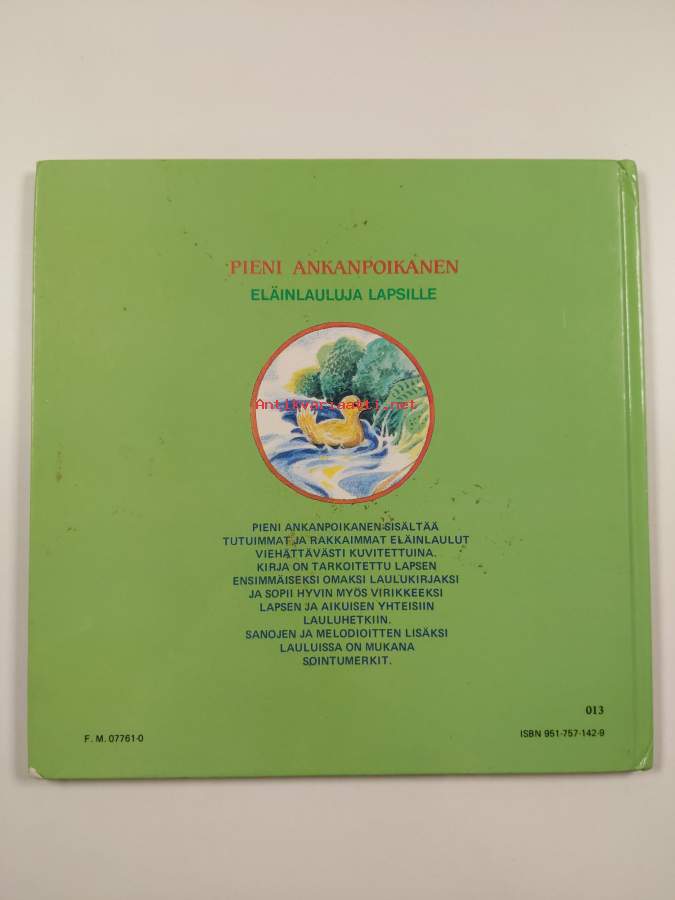 PIENI ANKANPOIKANEN
ELÄINLAULUJA LAPSILLE
Antikvariaatti.net
PIENI ANKANPOIKANEN SISÄLTÄÄ
TUTUIMMAT JA RAKKAIMMAT ELÄINLAULUT
VIEHÄTTÄVÄSTI KUVITETTUINA.
KIRJA ON TARKOITETTU LAPSEN
ENSIMMÄISEKSI OMAKSI LAULUKIRJAKSI
JA SOPII HYVIN MYÖS VIRIKKEEKSI
LAPSEN JA AIKUISEN YHTEISIIN
LAULUHETKIIN.
SANOJEN JA MELODIOITTEN LISÄKSI
LAULUISSA ON MUKANA
SOINTUMERKIT.
013
F. M. 07761-0
ISBN 951-757-142-9